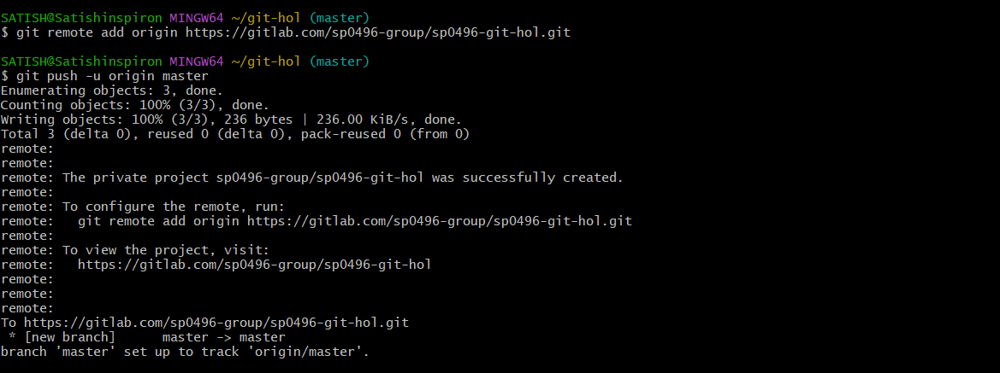 SATISH@Satishinspiron MINGW64 ~/git-hol (master)
$ git remote add origin https://gitlab.com/sp0496-group/sp0496-git-hol.git
SATISH@Satishinspiron MINGW64 ~/git-hol (master)
$ git push -u origin master
Enumerating objects: 3, done.
Counting objects: 100% (3/3), done.
Writing objects: 100% (3/3), 236 bytes | 236.00 KiB/s, done.
Total 3 (delta 0), reused 0 (delta 0), pack-reused 0 (from 0)
remote:
remote:
remote: The private project sp0496-group/sp0496-git-hol was successfully created.
remote:
remote: To configure the remote, run:
remote:   git remote add origin https://gitlab.com/sp0496-group/sp0496-git-hol.git
remote:
remote: To view the project, visit:
remote:   https://gitlab.com/sp0496-group/sp0496-git-hol
remote:
remote:
remote:
To https://gitlab.com/sp0496-group/sp0496-git-hol.git
 * [new branch]      master -> master
branch 'master' set up to track 'origin/master'.